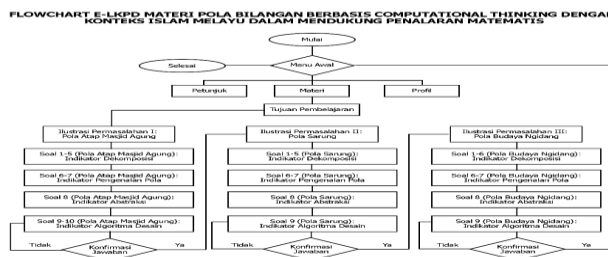 FLOWCHART E-LKPD MATERI POLA BILANGAN BERBASIS COMPUTATIONAL THINKING DENGAN
KONTEKS ISLAM MELAYU DALAM MENDUKUNG PENALARAN MATEMATIS
Mulai
Selesai
Menu Awal
Petunjuk
Materi
Profil
Tujuan Pembelajaran
Ilustrasi Permasalahan I:
Pola Atap Masjid Agung
Soal 1-5 (Pola Atap Masjid Agung):
Indikator Dekomposisi
Soal 6-7 (Pola Atap Masjid Agung):
Indikator Pengenalan Pola
Soal 8 (Pola Atap Masjid Agung):
Indikator Abstraksi
Soal 9-10 (Pola Atap Masjid Agung):
Indikator Algoritma Desain
Tidak
Konfirmasi
Jawaban
Ya
Ilustrasi Permasalahan II:
Pola Sarung
Soal 1-5 (Pola Sarung):
Indikator Dekomposisi
Soal 6-7 (Pola Sarung):
Indikator Pengenalan Pola
Soal 8 (Pola Sarung):
Indikator Abstraksi
Soal 9 (Pola Sarung):
Indikator Algoritma Desain
Tidak
Konfirmasi
Jawaban
Ya
Ilustrasi Permasalahan III:
Pola Budaya Ngidang
Soal 1-6 (Pola Budaya Ngidang):
Indikator Dekomposisi
Soal 6-7 (Pola Budaya Ngidang):
Indikator Pengenalan Pola
Soal 8 (Pola Budaya Ngidang):
Indikator Abstraksi
Soal 9 (Pola Budaya Ngidang):
Indikator Algoritma Desain
Tidak
Konfirmasi
Jawaban
Ya